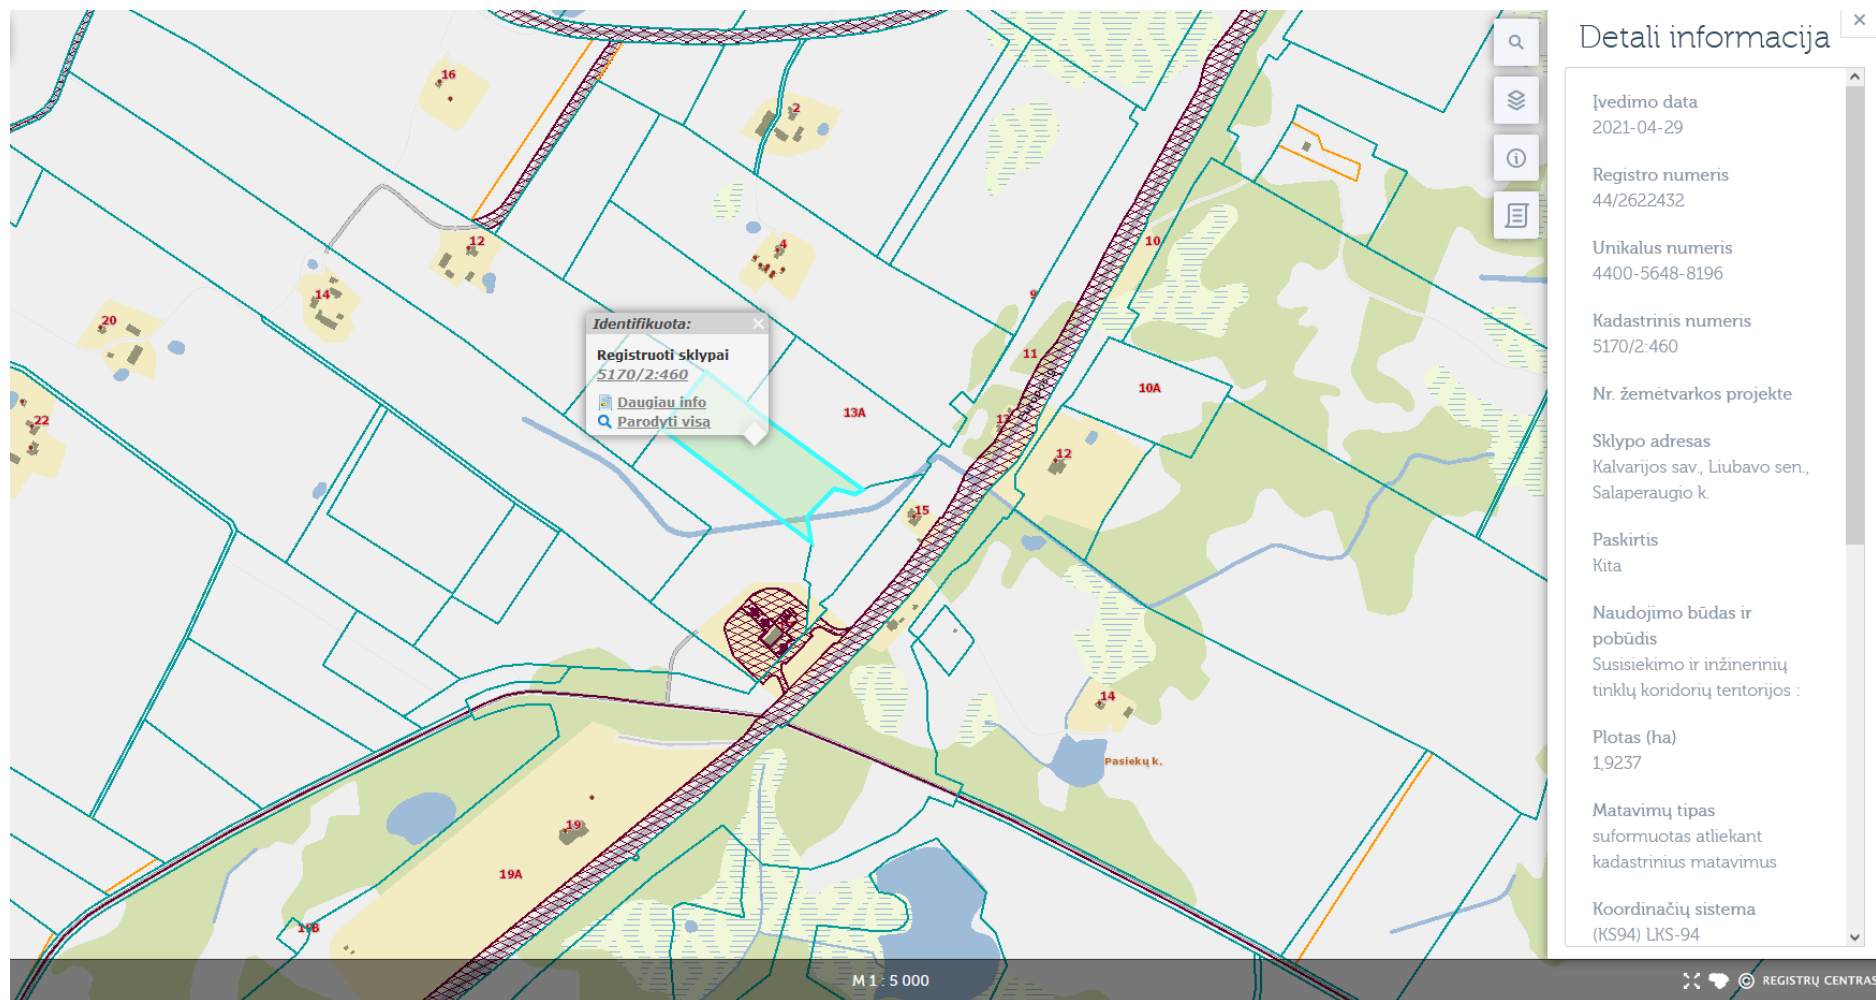 16
2
12
4
14
20
22
10
9
11
13A
10A
12
15
14
Pasiekų k.
19
19A
19B
Identifikuota:
Registruoti sklypai
5170/2:460
Daugiau info
Parodyti visą
M 1 : 5 000
Detali informacija
Įvedimo data
2021-04-29
Registro numeris
44/2622432
Unikalus numeris
4400-5648-8196
Kadastrinis numeris
5170/2:460
Nr. žemėtvarkos projekte
Sklypo adresas
Kalvarijos sav., Liubavo sen.,
Salaperaugio k.
Paskirtis
Kita
Naudojimo būdas ir
pobūdis
Susisiekimo ir inžinerinių
tinklų koridorių teritorijos :
Plotas (ha)
1,9237
Matavimų tipas
suformuotas atliekant
kadastrinius matavimus
Koordinačių sistema
(KS94) LKS-94
© REGISTRŲ CENTRAS